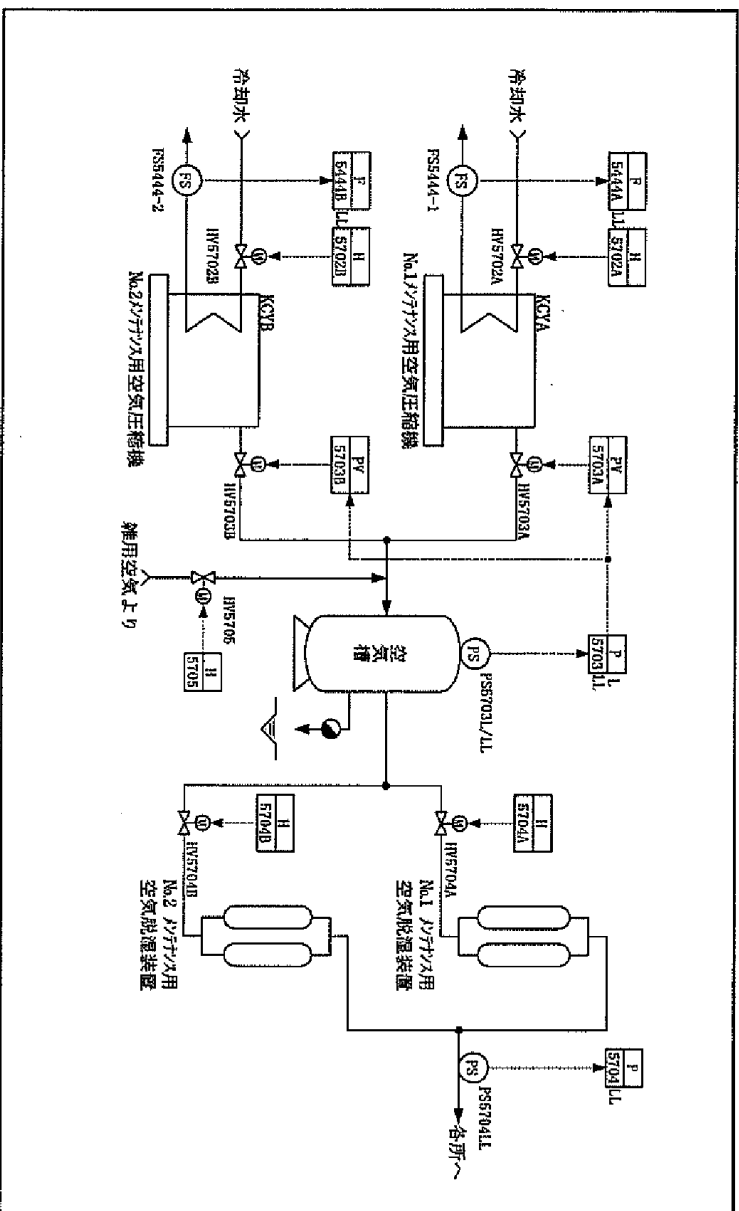 冷却水
FS
FS5444-1
F
5444A
LL
H
5702A
HV5702A
M
KCYA
No.1メンテナンス用空気圧縮機
PV
5703A
M
HV5703A
冷却水
FS
FS5444-2
F
5444B
LL
H
5702B
HV5702B
M
KCYB
No.2メンテナンス用空気圧縮機
PV
5703B
M
HV5703B
雑用空気より
HV5705
M
H
5705
空気
槽
PS
PS5703L/LL
P
5703
L
LL
H
5704A
M
HV5704A
No.1 メンテナンス用
空気脱湿装置
H
5704B
M
HV5704B
No.2 メンテナンス用
空気脱湿装置
P
5704
LL
PS
PS5704LL
各所へ